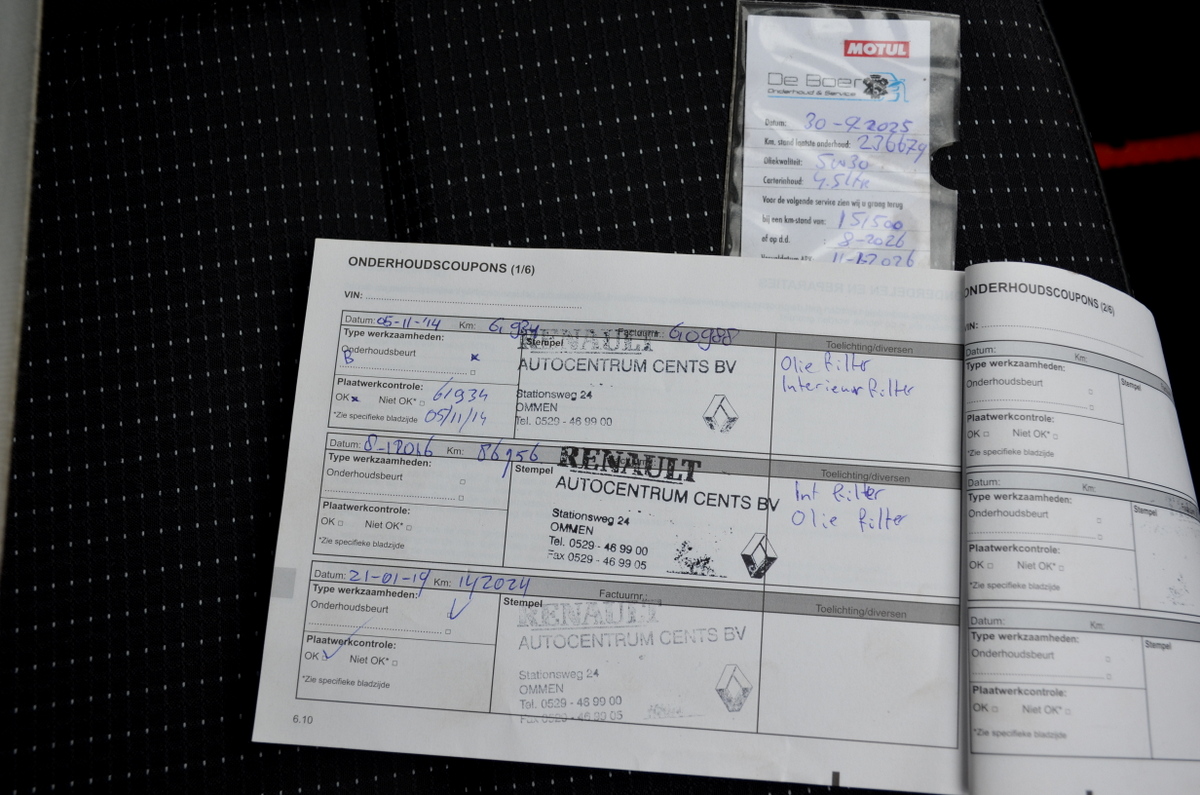 MOTUL
De Boer
Onderhoud & Service
Datum: 30-9-2025
Km. stand laatste onderhoud: 236679
Oliekwaliteit: 5W30
Carterinhoud: 4.5ltr
Voor de volgende service zien wij u graag terug
bij een km-stand van: 151500
of op d.d. : 8-2026
ONDERHOUDSCOUPONS (1/6)
VIN:
Datum: 05-11-'14 Km: 61934 Factuurnr.: 60988
Type werkzaamheden:
Onderhoudsbeurt
B
Plaatwerkcontrole:
OK Niet OK* 61934
*Zie specifieke bladzijde 05/11/14
RENAULT
Stempel
AUTOCENTRUM CENTS BV
Stationsweg 24
OMMEN
Tel. 0529 - 46 99 00
Toelichting/diversen
Olie filter
Interieur filter
Datum: 8-12016 Km: 86956
Type werkzaamheden:
Onderhoudsbeurt
Plaatwerkcontrole:
OK Niet OK*
*Zie specifieke bladzijde
RENAULT
Stempel
AUTOCENTRUM CENTS BV
Stationsweg 24
OMMEN
Tel. 0529 - 46 99 00
Fax 0529 - 46 99 05
Toelichting/diversen
Int filter
Olie filter
Datum: 21-01-19 Km: 142024 Factuurnr.:
Type werkzaamheden:
Onderhoudsbeurt
Plaatwerkcontrole:
OK Niet OK*
*Zie specifieke bladzijde
Stempel
RENAULT
AUTOCENTRUM CENTS BV
Stationsweg 24
OMMEN
Tel. 0529 - 46 99 00
Fax 0529 - 46 99 05
Toelichting/diversen
6.10
ONDERHOUDSCOUPONS (2/6)
VIN:
Datum: Km:
Type werkzaamheden:
Stempel
Onderhoudsbeurt
Plaatwerkcontrole:
OK Niet OK*
*Zie specifieke bladzijde
Datum: Km:
Type werkzaamheden:
Stempel
Onderhoudsbeurt
Plaatwerkcontrole:
OK Niet OK*
*Zie specifieke bladzijde
Datum: Km:
Type werkzaamheden:
Stempel
Onderhoudsbeurt
Plaatwerkcontrole:
OK Niet OK*
*Zie specifieke bladzijde